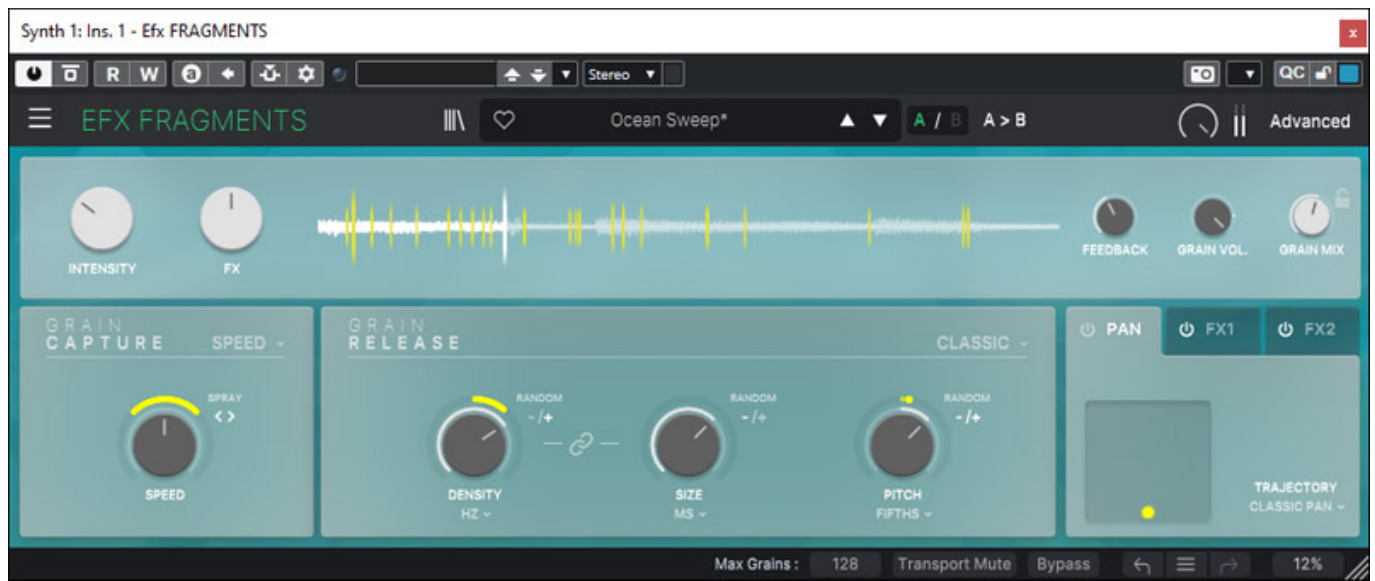 Synth 1: Ins. 1 - Efx FRAGMENTS
x
R W a Stereo QC
EFX FRAGMENTS Ocean Sweep* A / B A > B Advanced
INTENSITY FX FEEDBACK GRAIN VOL. GRAIN MIX
GRAIN
CAPTURE SPEED
SPRAY
< >
SPEED
GRAIN
RELEASE CLASSIC
RANDOM RANDOM RANDOM
- /+ - /+ - /+
DENSITY SIZE PITCH
HZ MS FIFTHS
PAN FX1 FX2
TRAJECTORY
CLASSIC PAN
Max Grains : 128 Transport Mute Bypass 12%